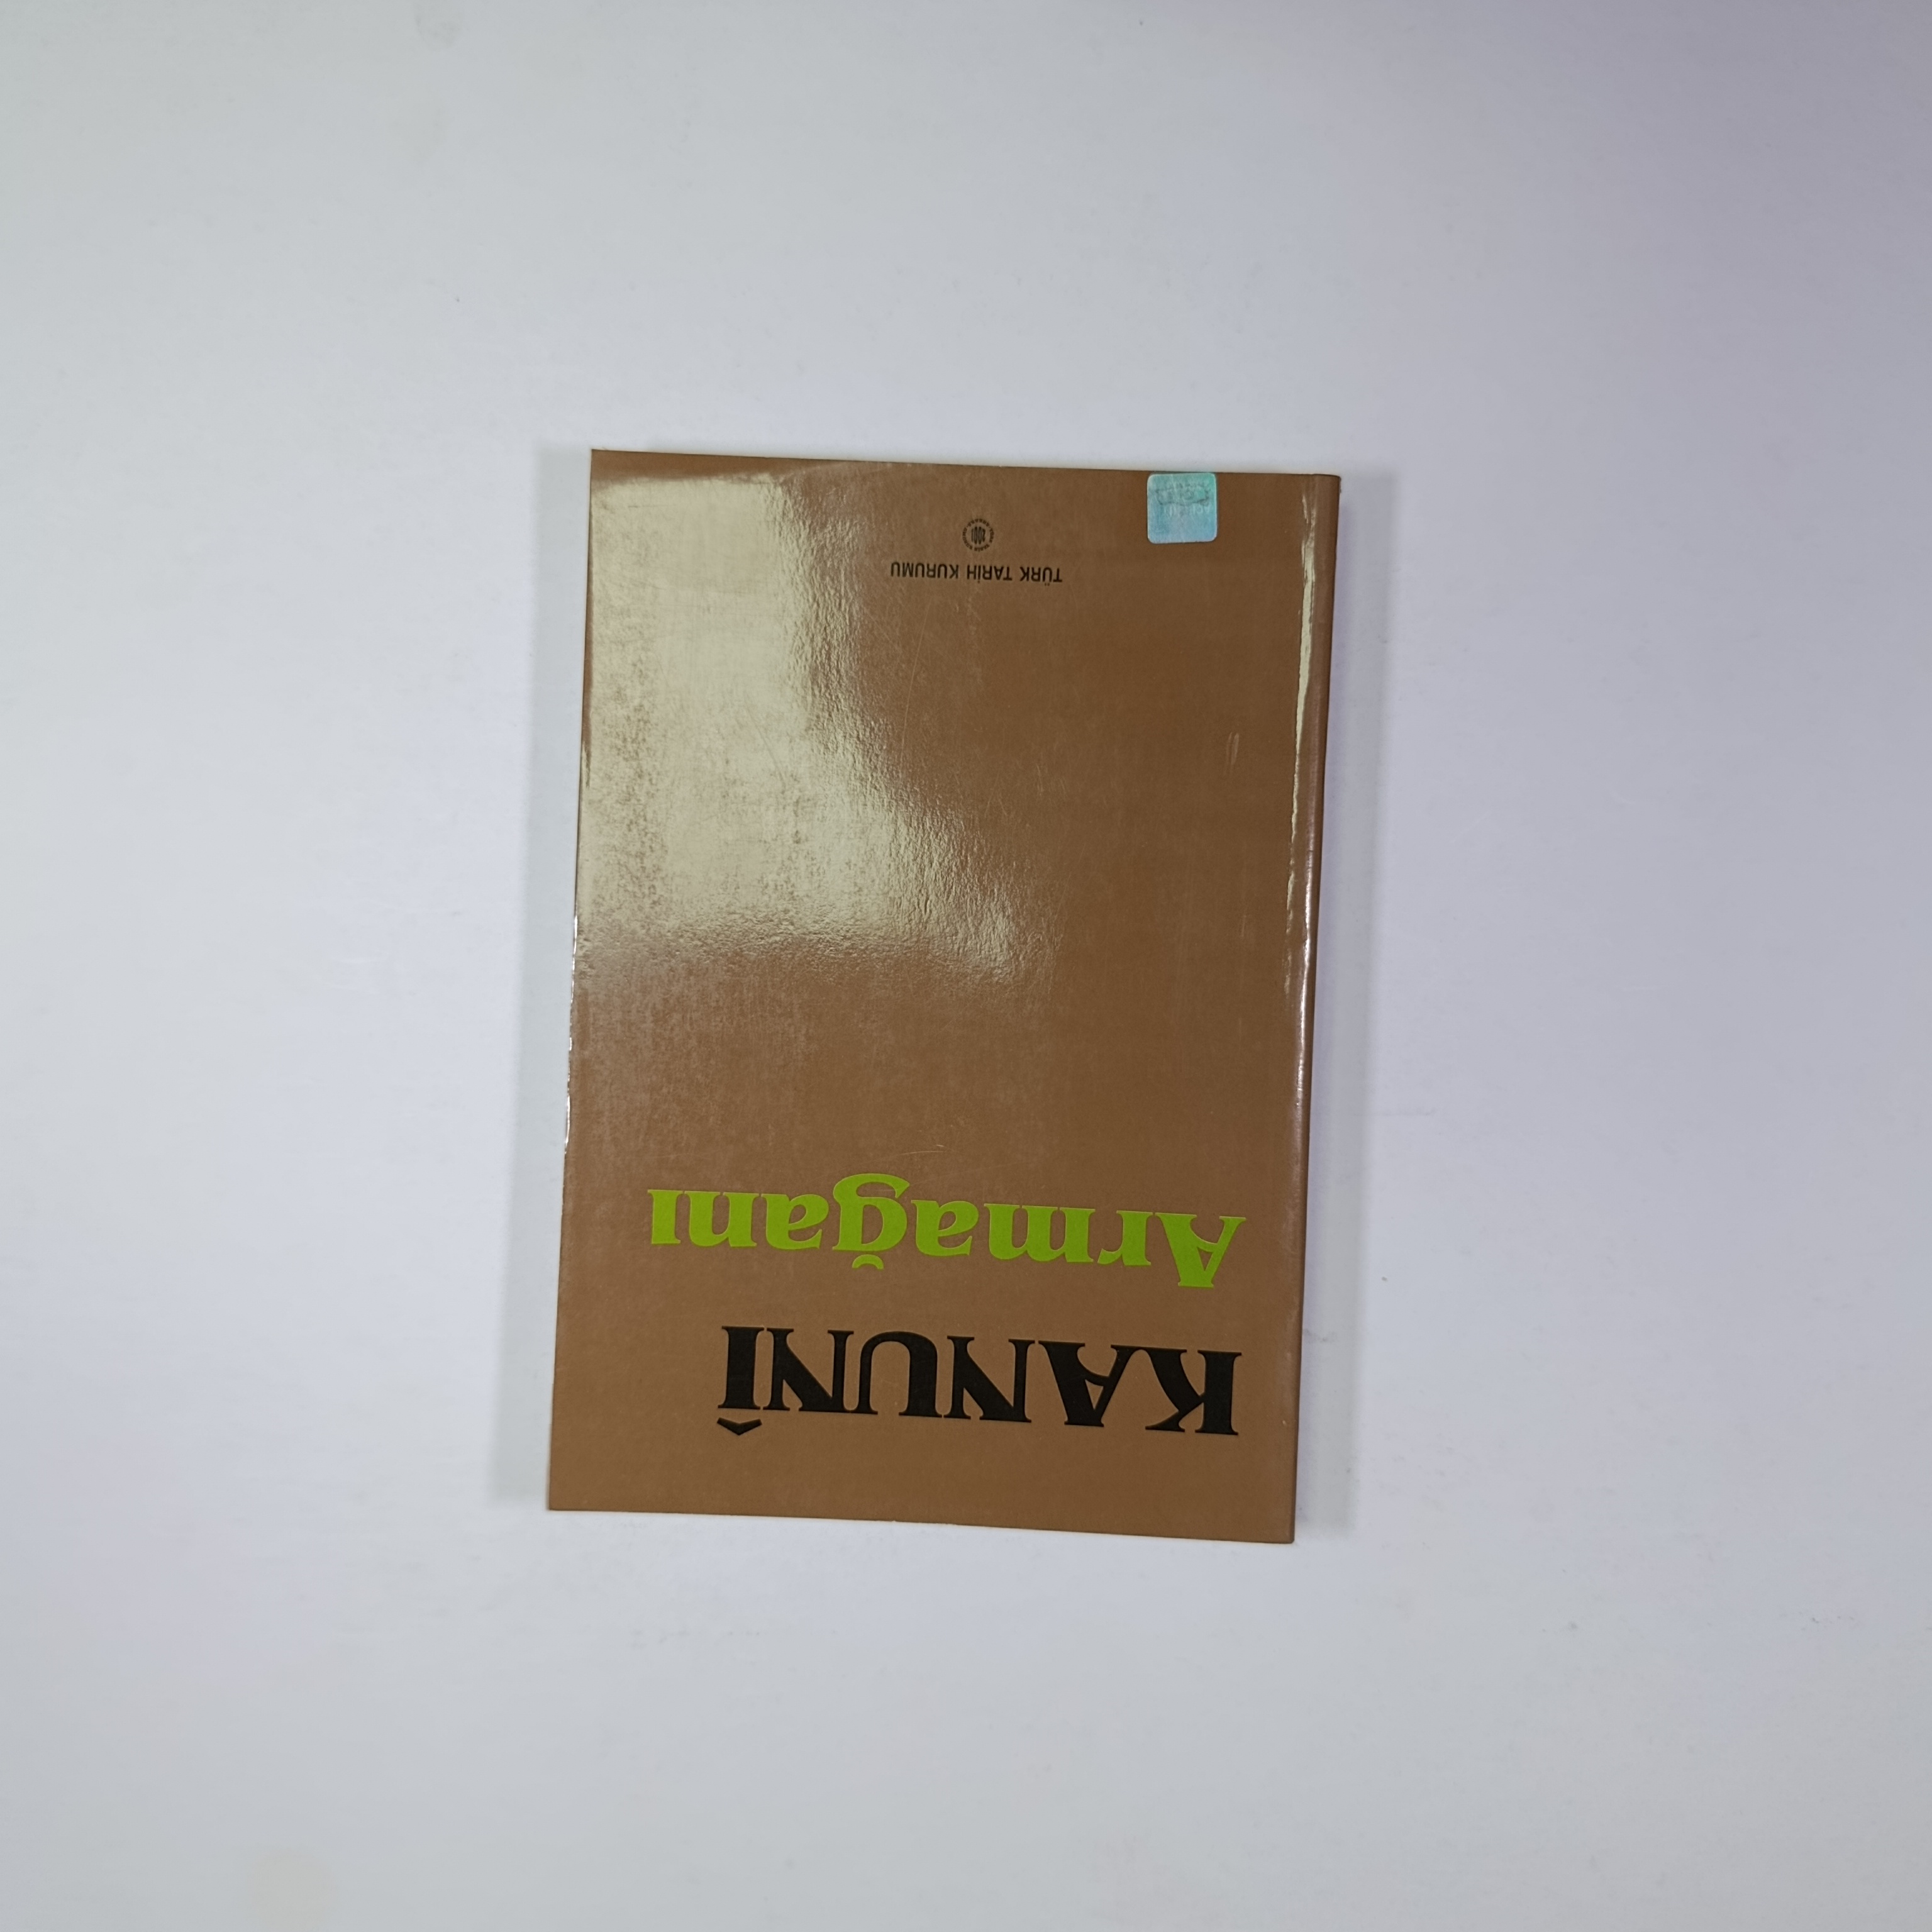 KANUNÎ
Armağanı
TÜRK TARİH KURUMU